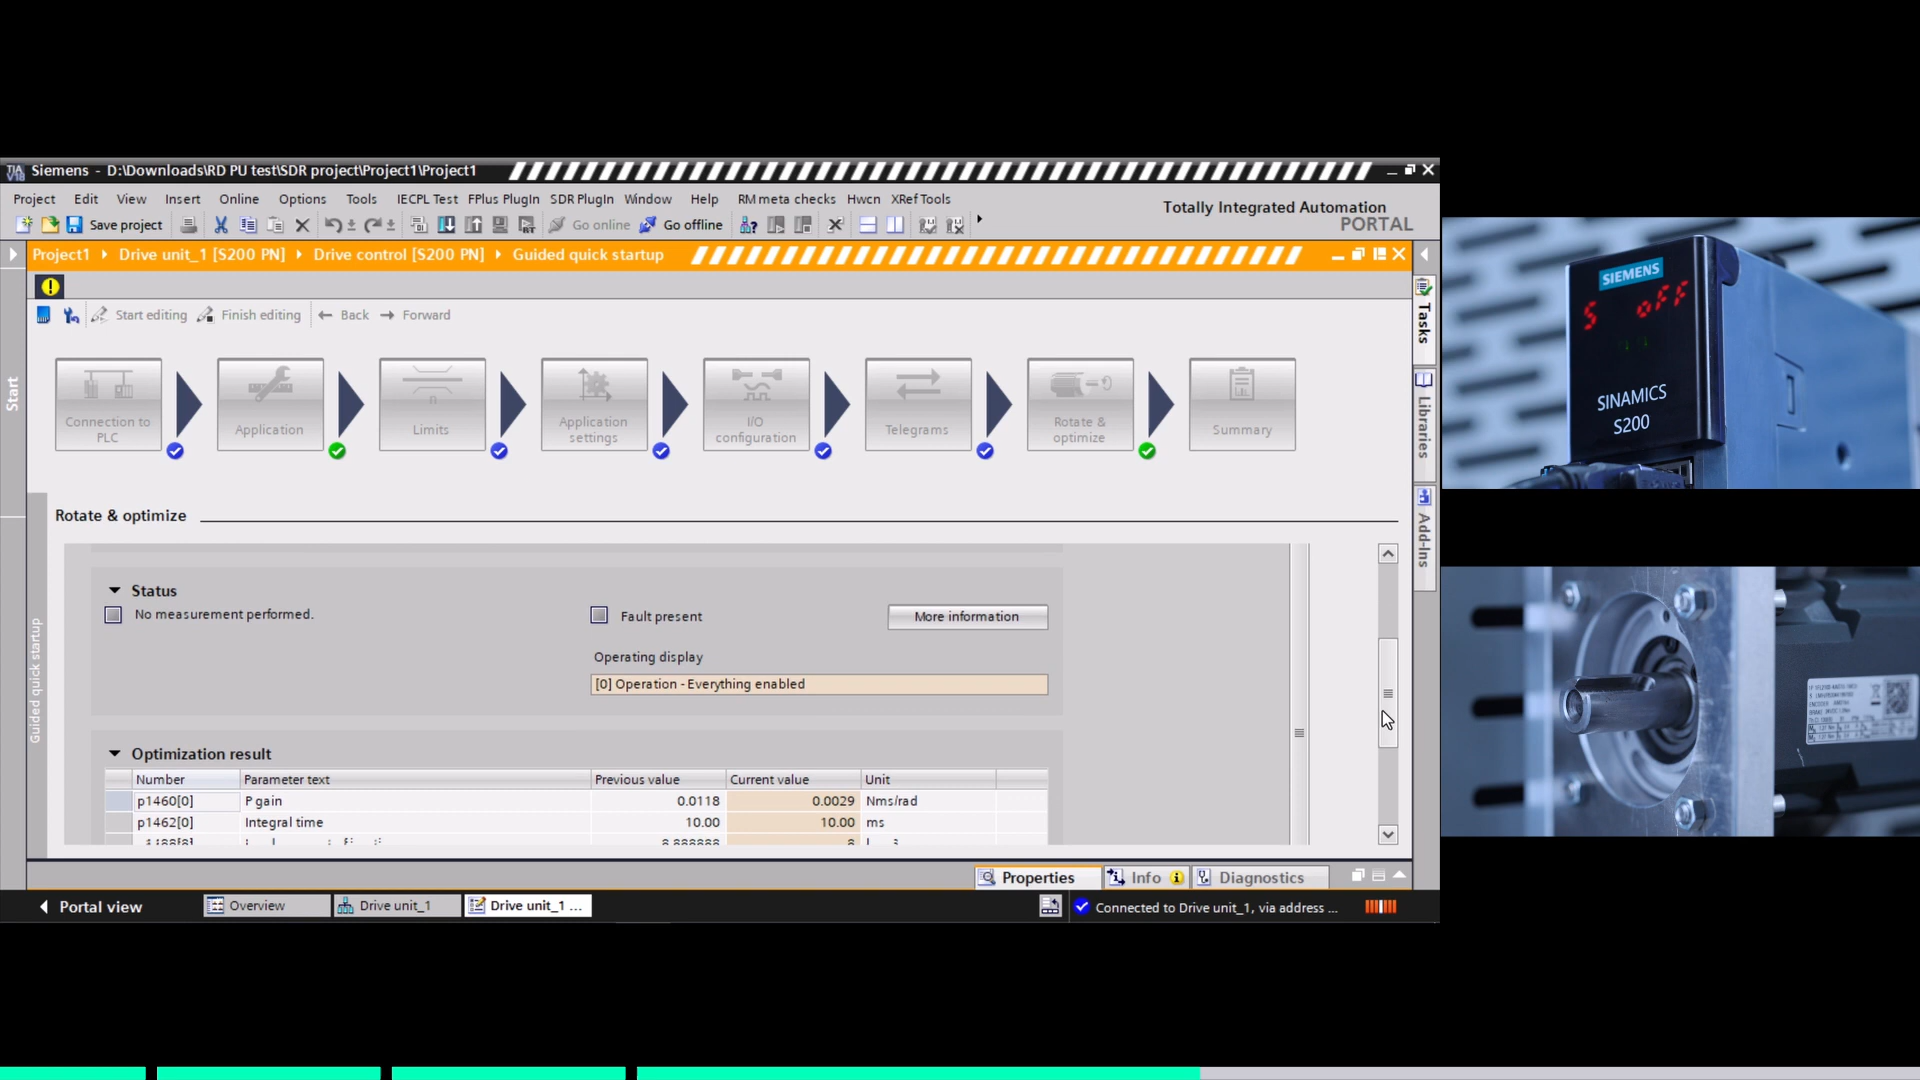 Siemens - D:\Downloads\RD PU test\SDR project\Project1\Project1
Project Edit View Insert Online Options Tools IECPL Test FPlus PlugIn SDR PlugIn Window Help RM meta checks Hwcn XRef Tools
Totally Integrated Automation
PORTAL
Save project Go online Go offline
Project1 Drive unit_1 [S200 PN] Drive control [S200 PN] Guided quick startup
Start editing Finish editing Back Forward
Connection to PLC
Application
Limits
Application settings
I/O configuration
Telegrams
Rotate & optimize
Summary
Start
Guided quick startup
Tasks
Libraries
Add-Ins
Rotate & optimize
Status
No measurement performed. Fault present More information
Operating display
[0] Operation - Everything enabled
Optimization result
Number Parameter text Previous value Current value Unit
p1460[0] P gain 0.0118 0.0029 Nms/rad
p1462[0] Integral time 10.00 10.00 ms
Properties Info Diagnostics
Portal view Overview Drive unit_1 Drive unit_1 ... Connected to Drive unit_1, via address ...
SIEMENS
S oFF
SINAMICS
S200